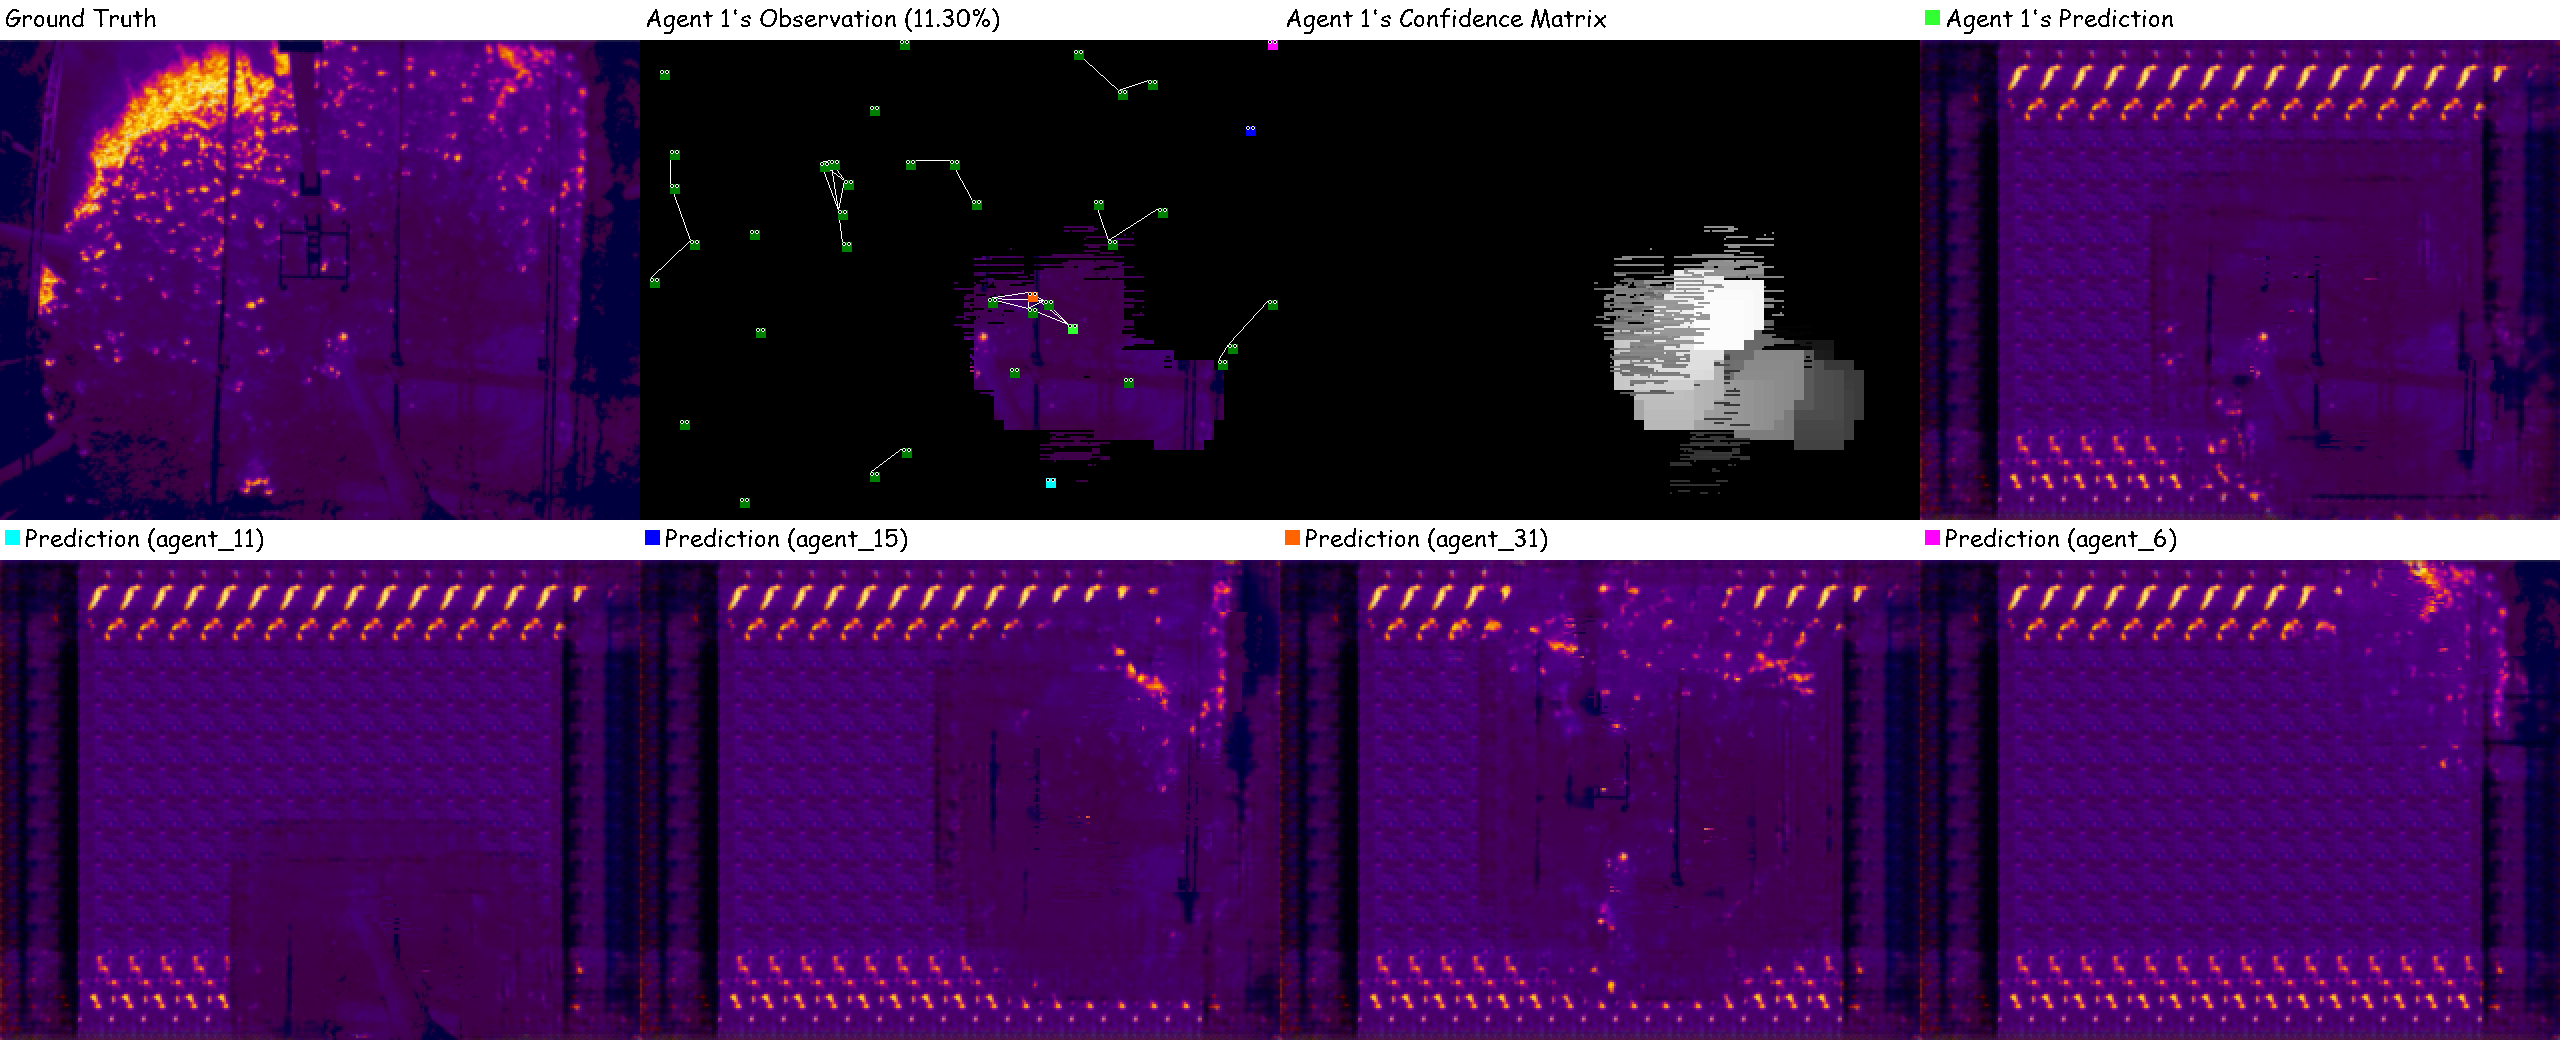 Ground Truth
Agent 1's Observation (11.30%)
Agent 1's Confidence Matrix
Agent 1's Prediction
Prediction (agent_11)
Prediction (agent_15)
Prediction (agent_31)
Prediction (agent_6)